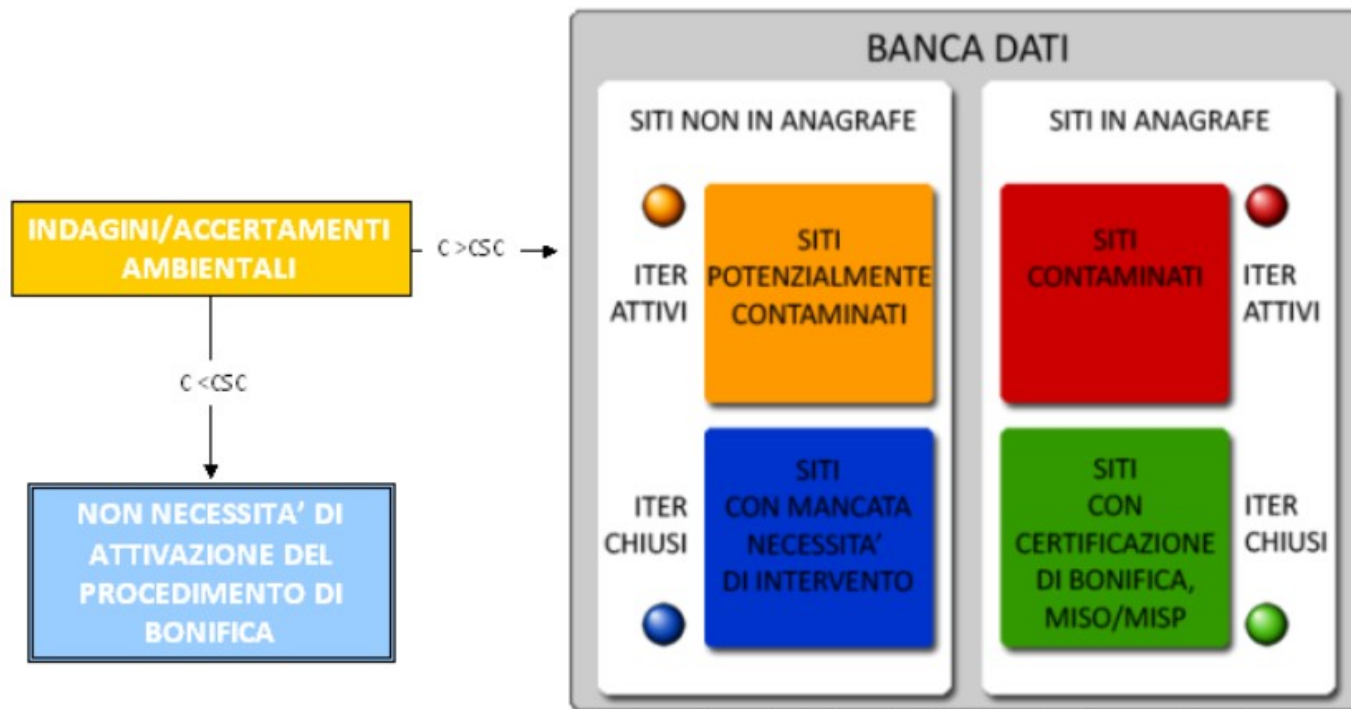 INDAGINI/ACCERTAMENTI
AMBIENTALI
C >CSC
C <CSC
NON NECESSITA' DI
ATTIVAZIONE DEL
PROCEDIMENTO DI
BONIFICA
BANCA DATI
SITI NON IN ANAGRAFE
ITER
ATTIVI
SITI
POTENZIALMENTE
CONTAMINATI
ITER
CHIUSI
SITI
CON MANCATA
NECESSITA'
DI INTERVENTO
SITI IN ANAGRAFE
SITI
CONTAMINATI
ITER
ATTIVI
SITI
CON
CERTIFICAZIONE
DI BONIFICA,
MISO/MISP
ITER
CHIUSI